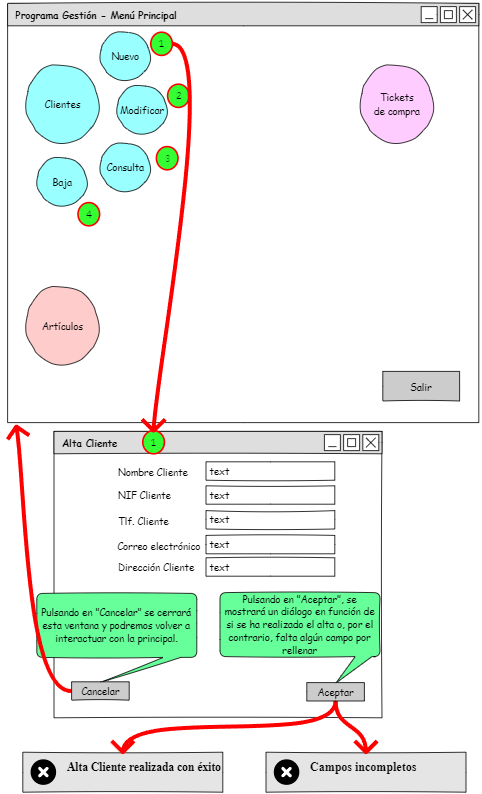 Programa Gestión - Menú Principal
Nuevo
1
Clientes
Modificar
2
Tickets
de compra
Consulta
3
Baja
4
Artículos
Salir
Alta Cliente
1
Nombre Cliente
text
NIF Cliente
text
Tlf. Cliente
text
Correo electrónico
text
Dirección Cliente
text
Pulsando en "Cancelar" se cerrará
esta ventana y podremos volver a
interactuar con la principal.
Pulsando en "Aceptar", se
mostrará un diálogo en función de
si se ha realizado el alta o, por el
contrario, falta algún campo por
rellenar
Cancelar
Aceptar
Alta Cliente realizada con éxito
Campos incompletos